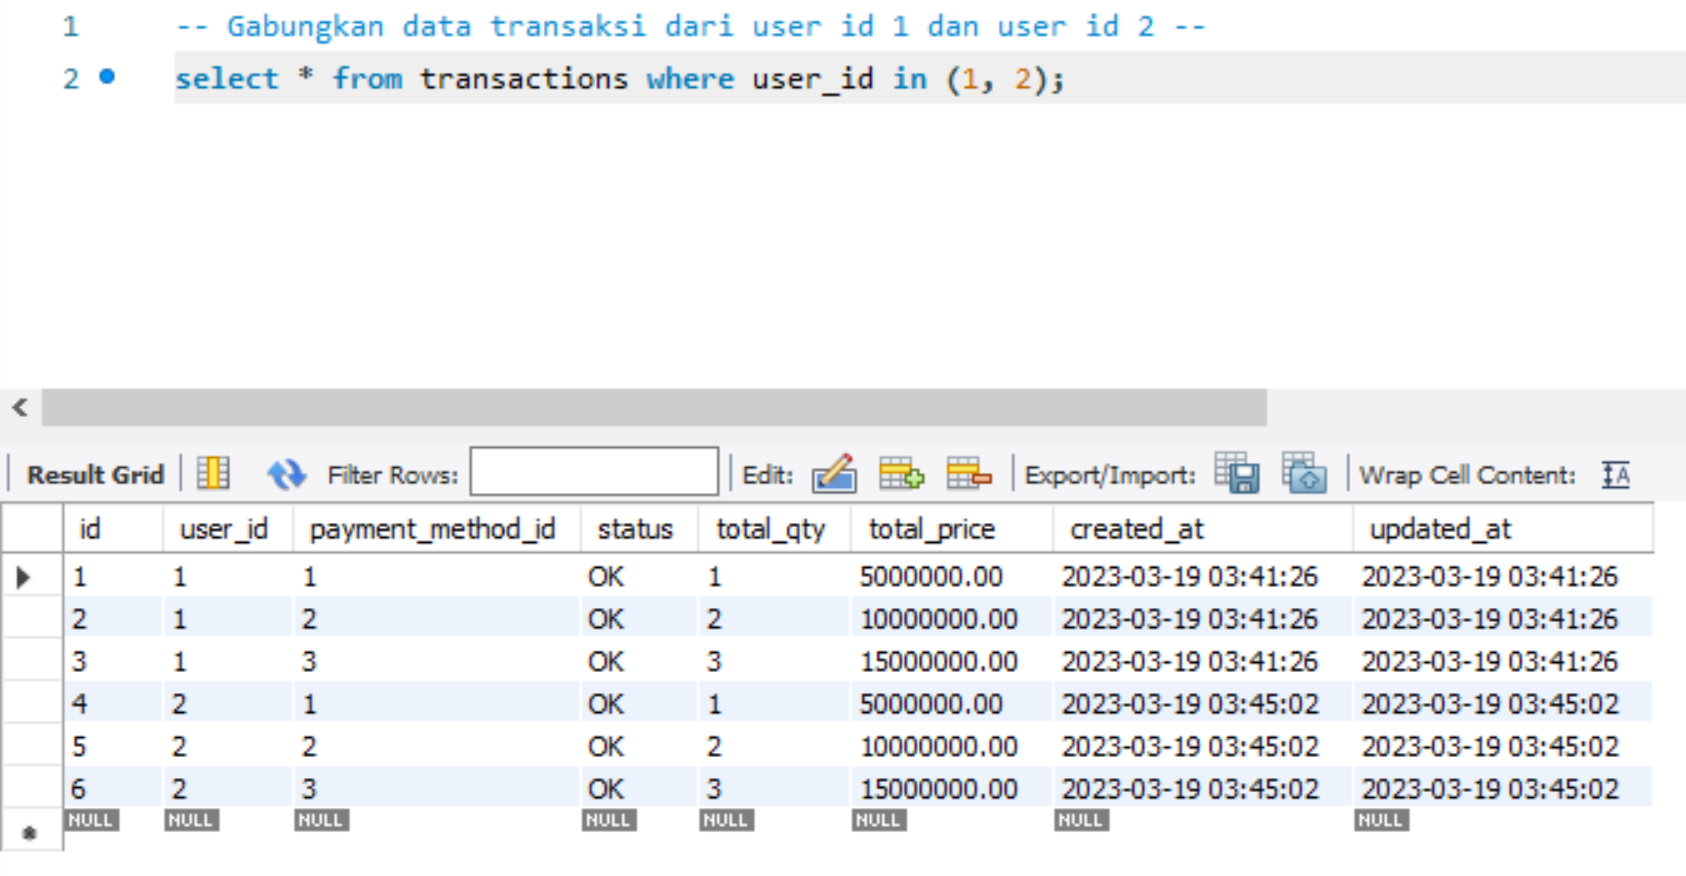 1 -- Gabungkan data transaksi dari user id 1 dan user id 2 --
2 select * from transactions where user_id in (1, 2);
Result Grid Filter Rows: Edit: Export/Import: Wrap Cell Content: IA
id user_id payment_method_id status total_qty total_price created_at updated_at
1 1 1 OK 1 5000000.00 2023-03-19 03:41:26 2023-03-19 03:41:26
2 1 2 OK 2 10000000.00 2023-03-19 03:41:26 2023-03-19 03:41:26
3 1 3 OK 3 15000000.00 2023-03-19 03:41:26 2023-03-19 03:41:26
4 2 1 OK 1 5000000.00 2023-03-19 03:45:02 2023-03-19 03:45:02
5 2 2 OK 2 10000000.00 2023-03-19 03:45:02 2023-03-19 03:45:02
6 2 3 OK 3 15000000.00 2023-03-19 03:45:02 2023-03-19 03:45:02
NULL NULL NULL NULL NULL NULL NULL NULL